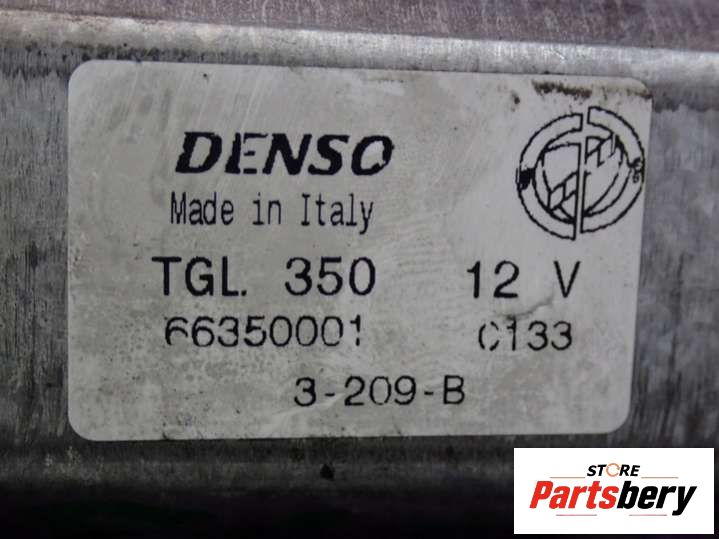 DENSO
Made in Italy
TGL. 350 12 V
66350001 C133
3-209-B
STORE
Partsbery